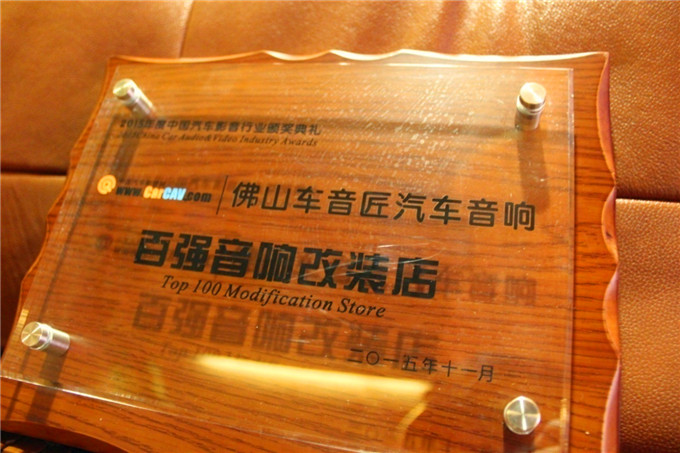 2015年度中国汽车影音行业颁奖典礼
2015 China Car Audio&Video Industry Awards
www.CarCAV.com 佛山车音匠汽车音响
百强音响改装店
Top 100 Modification Store
二〇一五年十一月